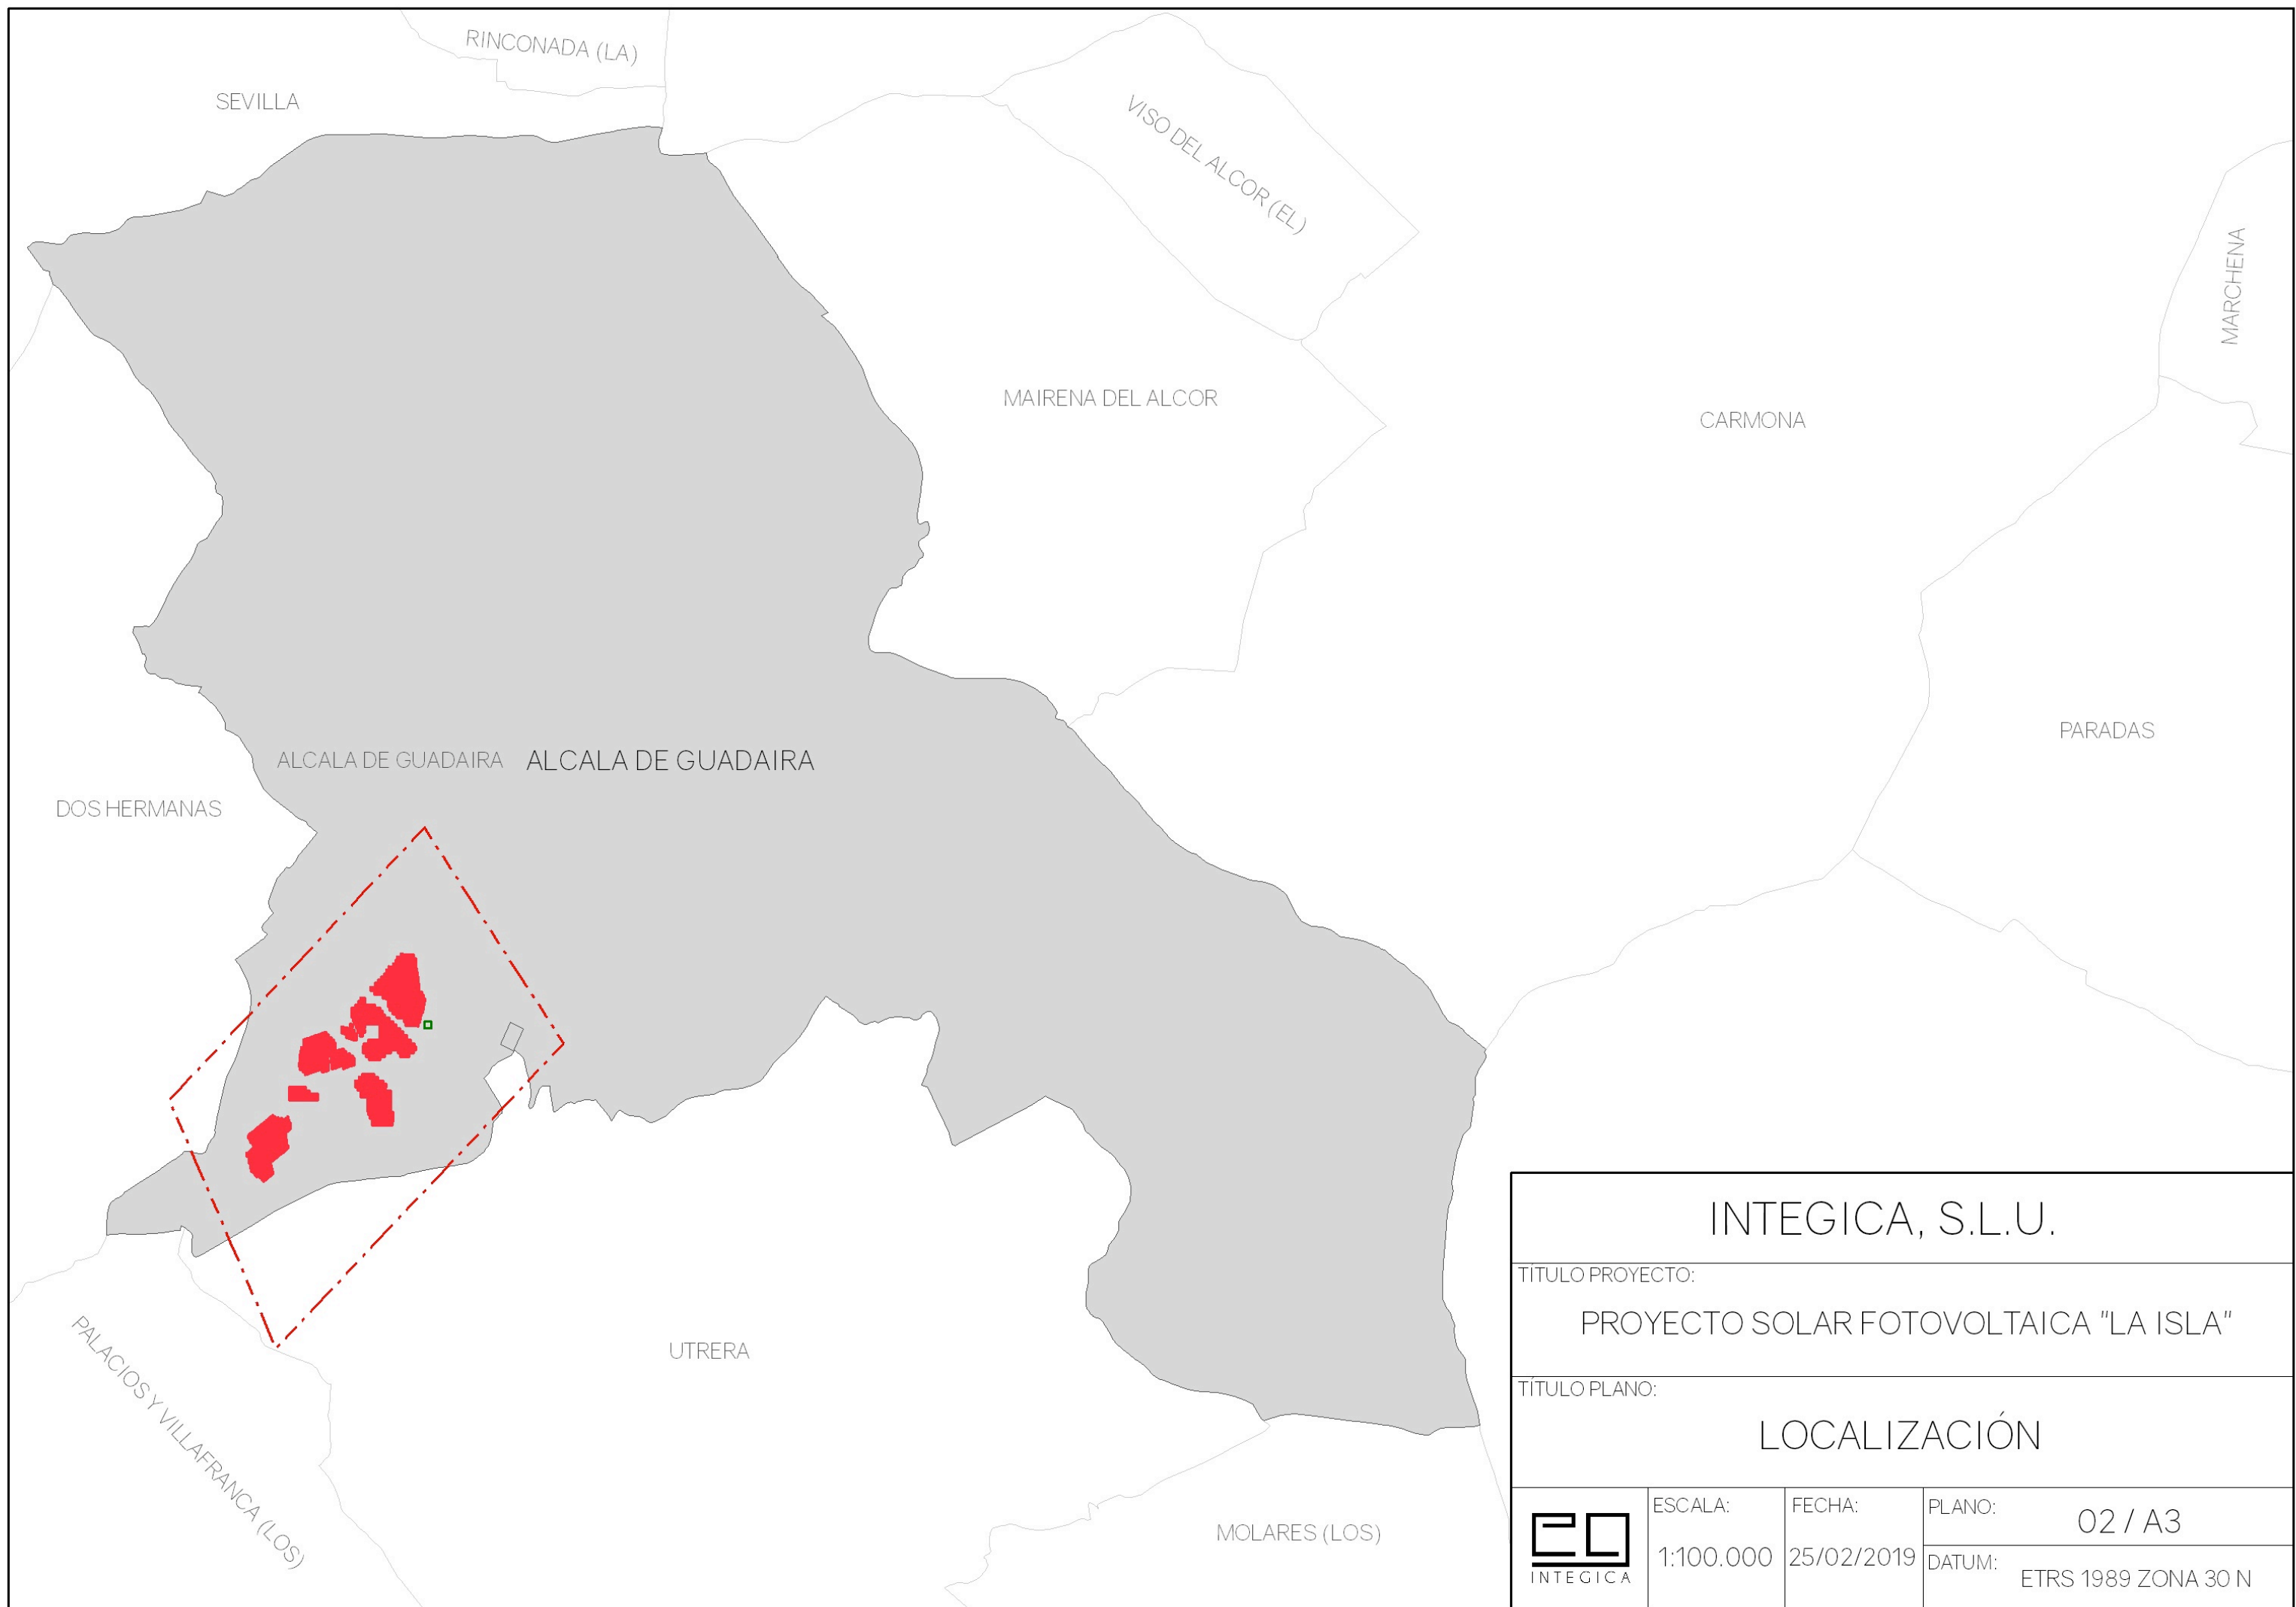 RINCONADA (LA)
SEVILLA
VISO DEL ALCOR (EL)
MARCHENA
MAIRENA DEL ALCOR
CARMONA
PARADAS
ALCALA DE GUADAIRA
ALCALA DE GUADAIRA
DOS HERMANAS
UTRERA
PALACIOS Y VILLAFRANCA (LOS)
MOLARES (LOS)
INTEGICA, S.L.U.
TÍTULO PROYECTO:
PROYECTO SOLAR FOTOVOLTAICA "LA ISLA"
TÍTULO PLANO:
LOCALIZACIÓN
INTEGICA
ESCALA:
1:100.000
FECHA:
25/02/2019
PLANO:
02 / A3
DATUM:
ETRS 1989 ZONA 30 N